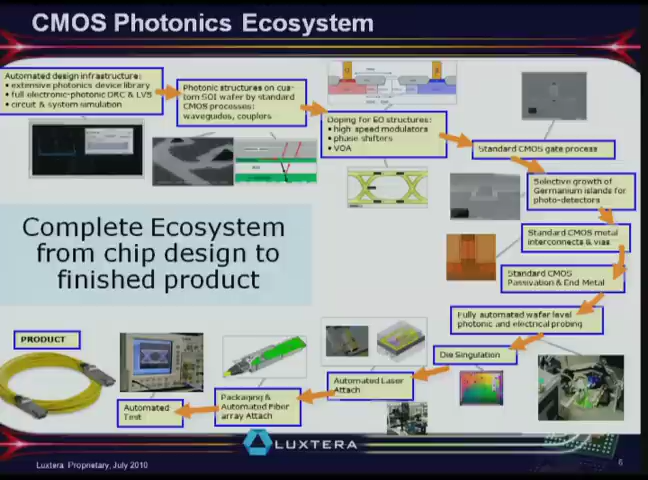 CMOS Photonics Ecosystem
Automated design infrastructure:
• extensive photonics device library
• full electronic-photonic DRC & LVS
• circuit & system simulation
Photonic structures on cus-
tom SOI wafer by standard
CMOS processes:
waveguides, couplers
Doping for EO structures:
• high speed modulators
• phase shifters
• VOA
Standard CMOS gate process
Selective growth of
Germanium islands for
photo-detectors
Standard CMOS metal
interconnects & vias
Standard CMOS
Passivation & End Metal
Fully automated wafer level
photonic and electrical probing
Die Singulation
Automated Laser
Attach
Packaging &
Automated Fiber
array Attach
Automated
Test
PRODUCT
Complete Ecosystem
from chip design to
finished product
LUXTERA
Luxtera Proprietary, July 2010
6